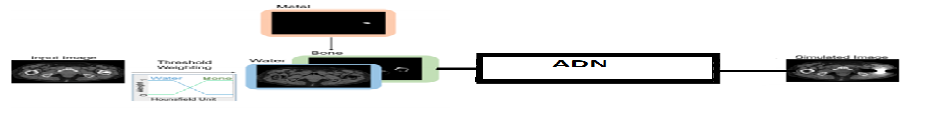 Metal
Bone
Input Image
Threshold
Weighting
Water
ADN
Simulated Image
Water
Bone
Hounsfield Unit